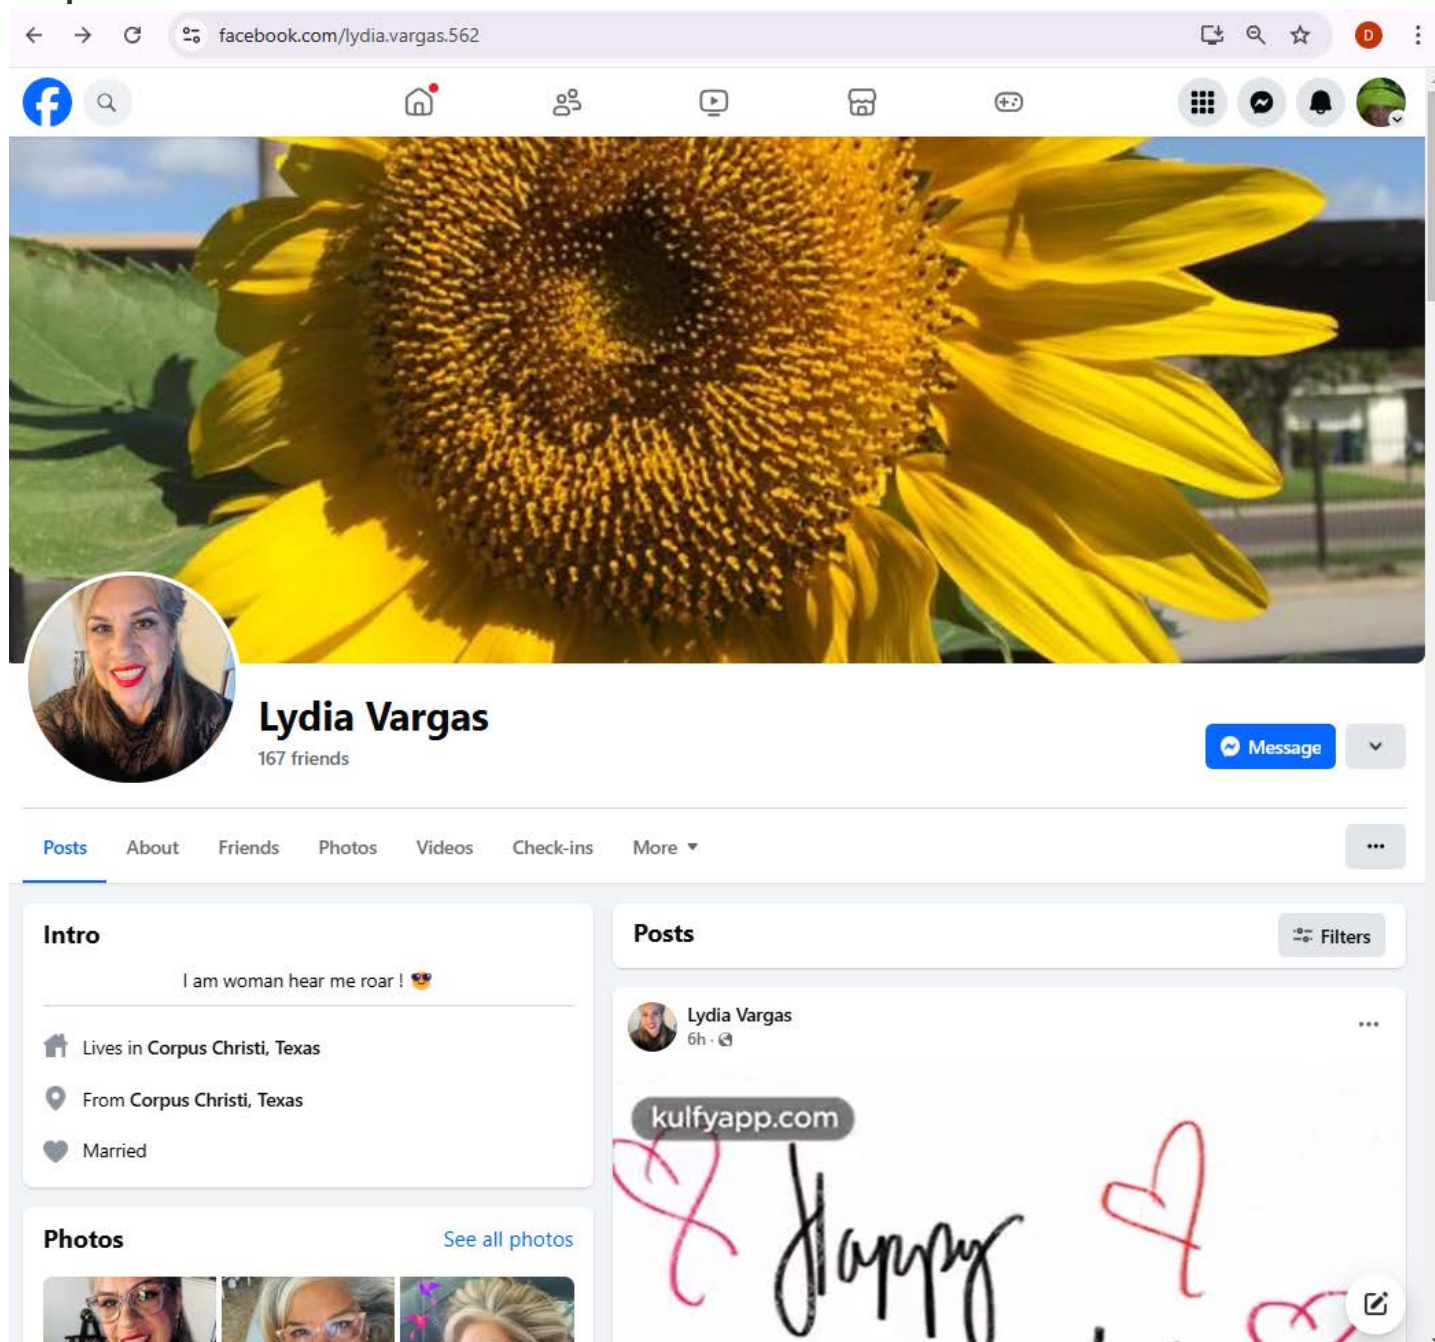 facebook.com/lydia.vargas.562
D
Lydia Vargas
167 friends
Message
Posts
About
Friends
Photos
Videos
Check-ins
More
Intro
I am woman hear me roar !
Lives in Corpus Christi, Texas
From Corpus Christi, Texas
Married
Photos
See all photos
Posts
Filters
Lydia Vargas
6h ·
kulfyapp.com
Happy